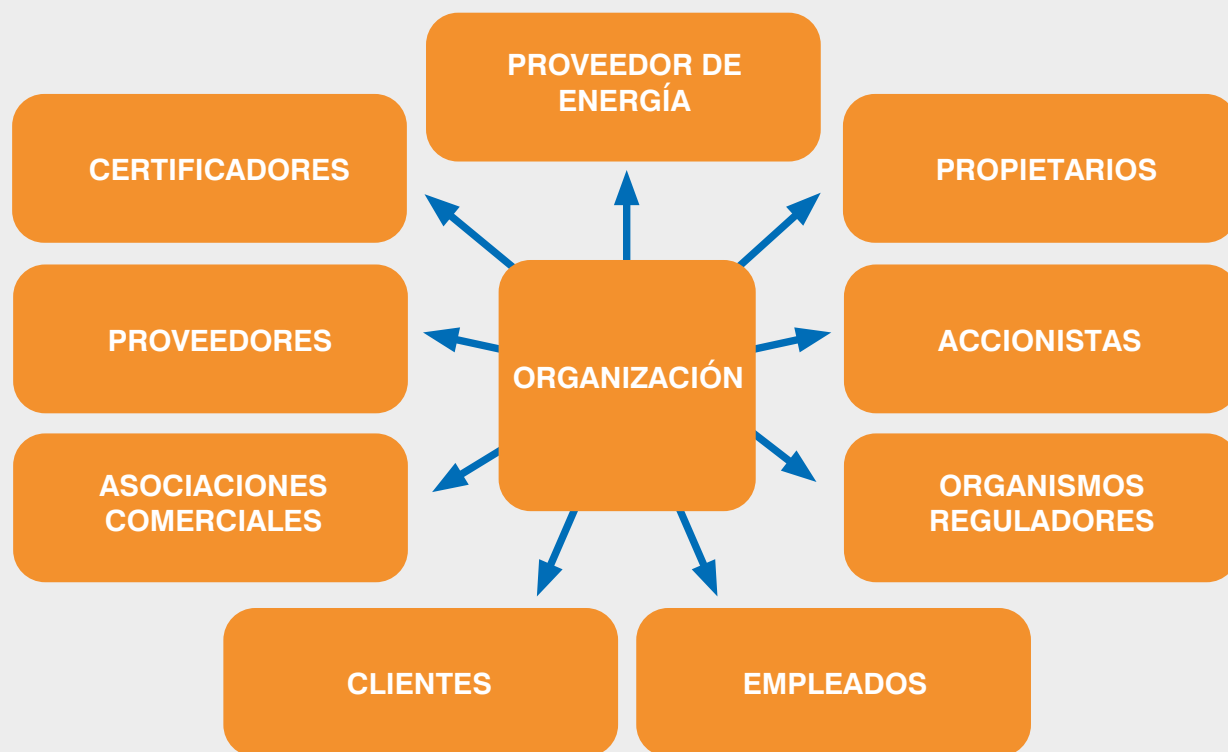 PROVEEDOR DE
ENERGÍA
CERTIFICADORES
PROPIETARIOS
PROVEEDORES
ACCIONISTAS
ORGANIZACIÓN
ASOCIACIONES
COMERCIALES
ORGANISMOS
REGULADORES
CLIENTES
EMPLEADOS